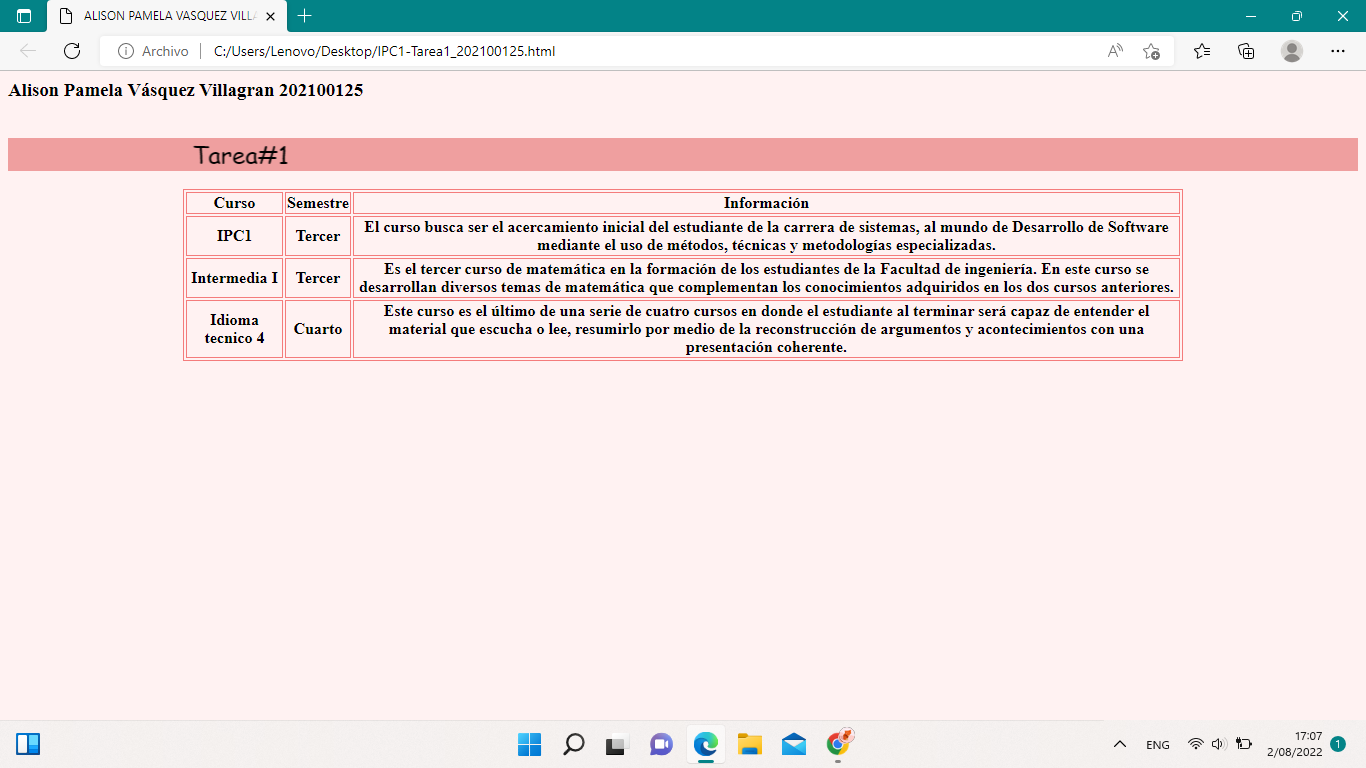 ALISON PAMELA VASQUEZ VILLA
Archivo
C:/Users/Lenovo/Desktop/IPC1-Tarea1_202100125.html
Alison Pamela Vásquez Villagran 202100125
Tarea#1
Curso Semestre Información
IPC1 Tercer El curso busca ser el acercamiento inicial del estudiante de la carrera de sistemas, al mundo de Desarrollo de Software
mediante el uso de métodos, técnicas y metodologías especializadas.
Intermedia I Tercer Es el tercer curso de matemática en la formación de los estudiantes de la Facultad de ingeniería. En este curso se
desarrollan diversos temas de matemática que complementan los conocimientos adquiridos en los dos cursos anteriores.
Idioma
tecnico 4 Cuarto Este curso es el último de una serie de cuatro cursos en donde el estudiante al terminar será capaz de entender el
material que escucha o lee, resumirlo por medio de la reconstrucción de argumentos y acontecimientos con una
presentación coherente.
ENG
17:07
2/08/2022
1